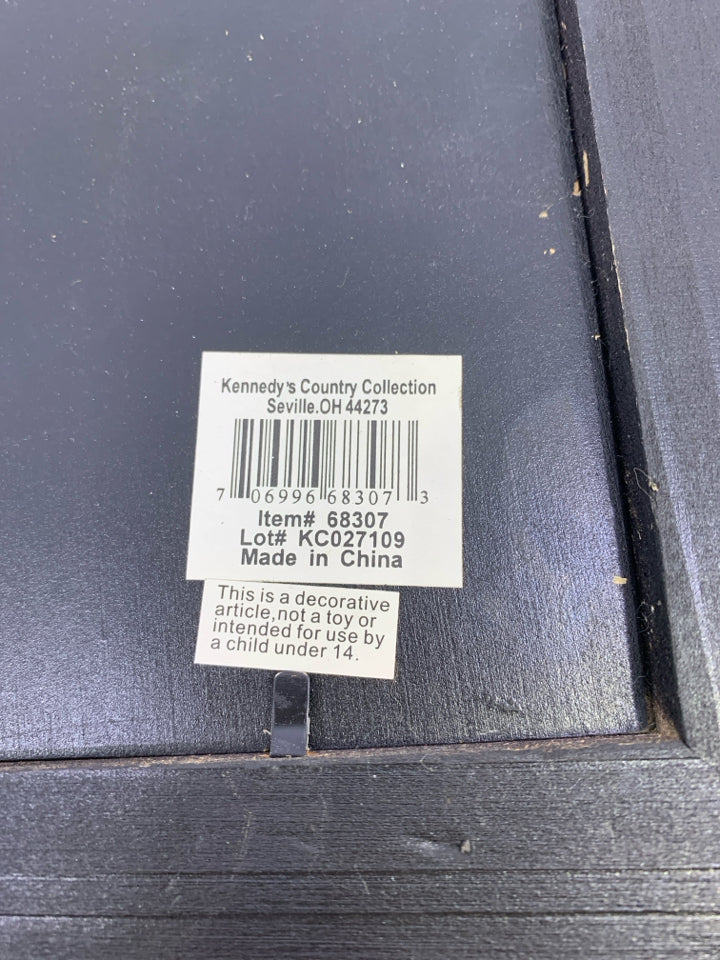 Kennedy's Country Collection
Seville.OH 44273
7 06996 68307 3
Item# 68307
Lot# KC027109
Made in China
This is a decorative
article,not a toy or
intended for use by
a child under 14.